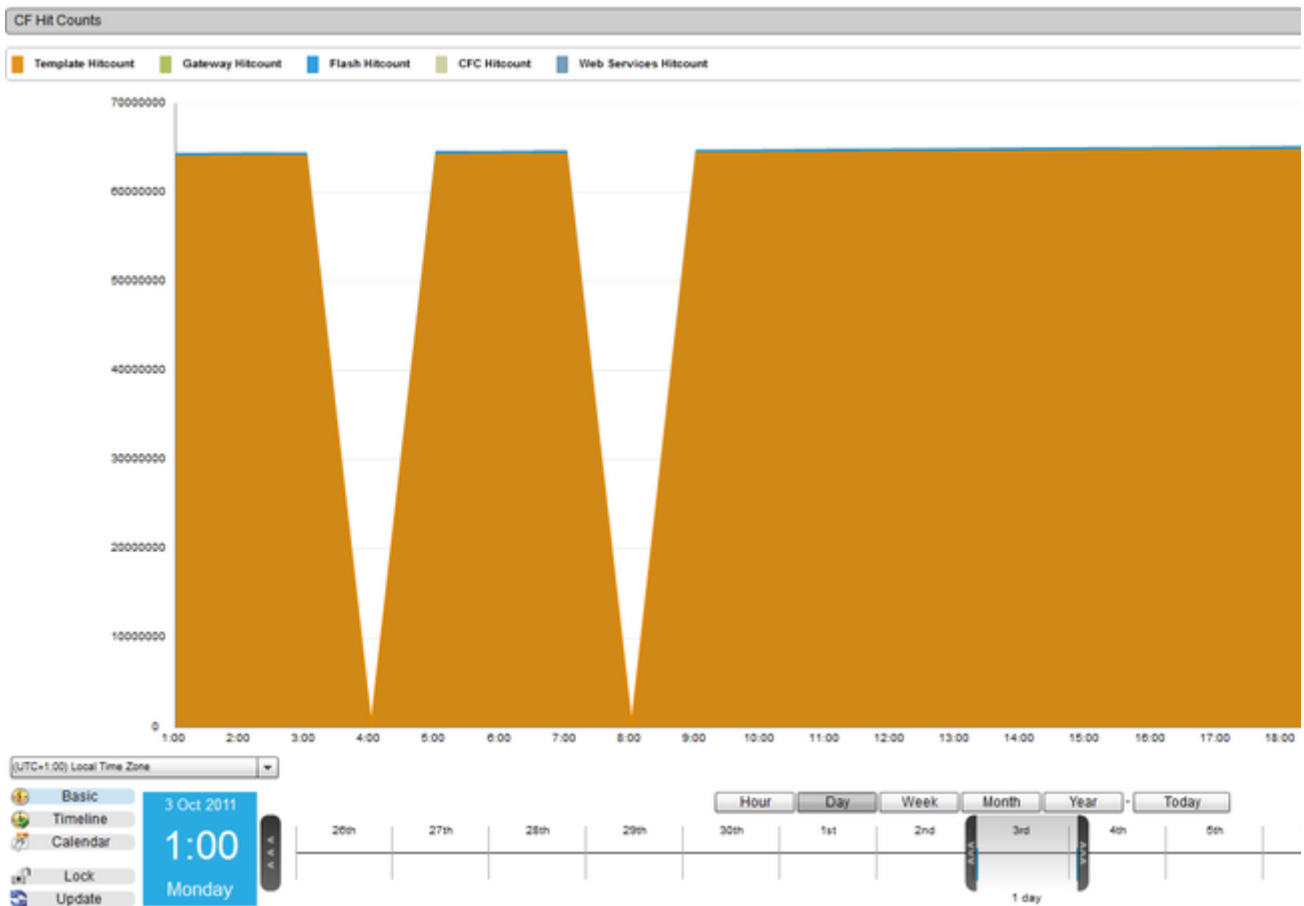 CF Hit Counts
Template Hitcount Gateway Hitcount Flash Hitcount CFC Hitcount Web Services Hitcount
70000000
60000000
50000000
40000000
30000000
20000000
10000000
0
1:00 2:00 3:00 4:00 5:00 6:00 7:00 8:00 9:00 10:00 11:00 12:00 13:00 14:00 15:00 16:00 17:00 18:00
(UTC+1:00) Local Time Zone
Basic
Timeline
Calendar
Lock
Update
3 Oct 2011
1:00
Monday
Hour Day Week Month Year - Today
26th 27th 28th 29th 30th 1st 2nd 3rd 4th 5th
1 day